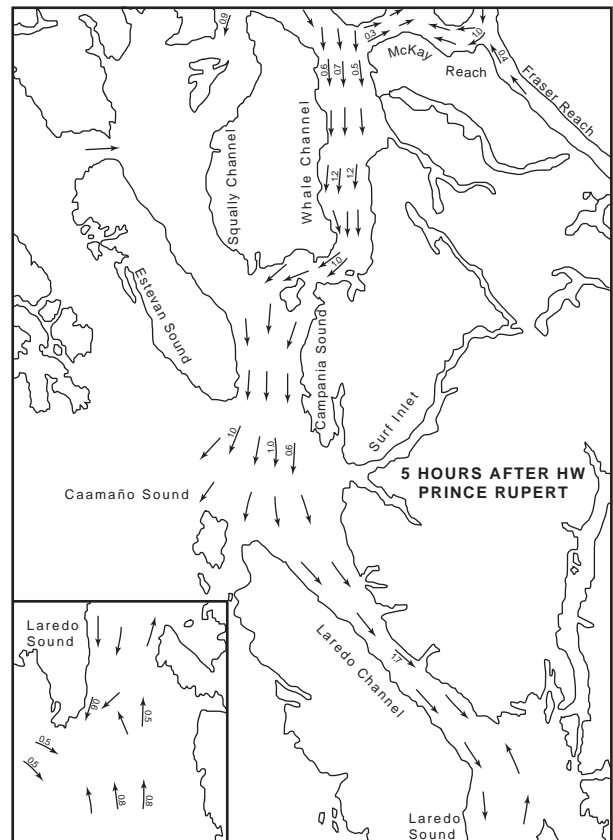 0.9
0.3
1.0
0.4
McKay
Reach
Fraser Reach
0.6
0.7
0.5
Squally Channel
Whale Channel
1.2
1.2
1.0
Estevan Sound
Campania Sound
Surf Inlet
1.0
1.0
0.6
5 HOURS AFTER HW
PRINCE RUPERT
Caamaño Sound
Laredo Channel
1.7
Laredo
Sound
0.6
0.5
0.5
0.5
0.8
0.8
Laredo
Sound